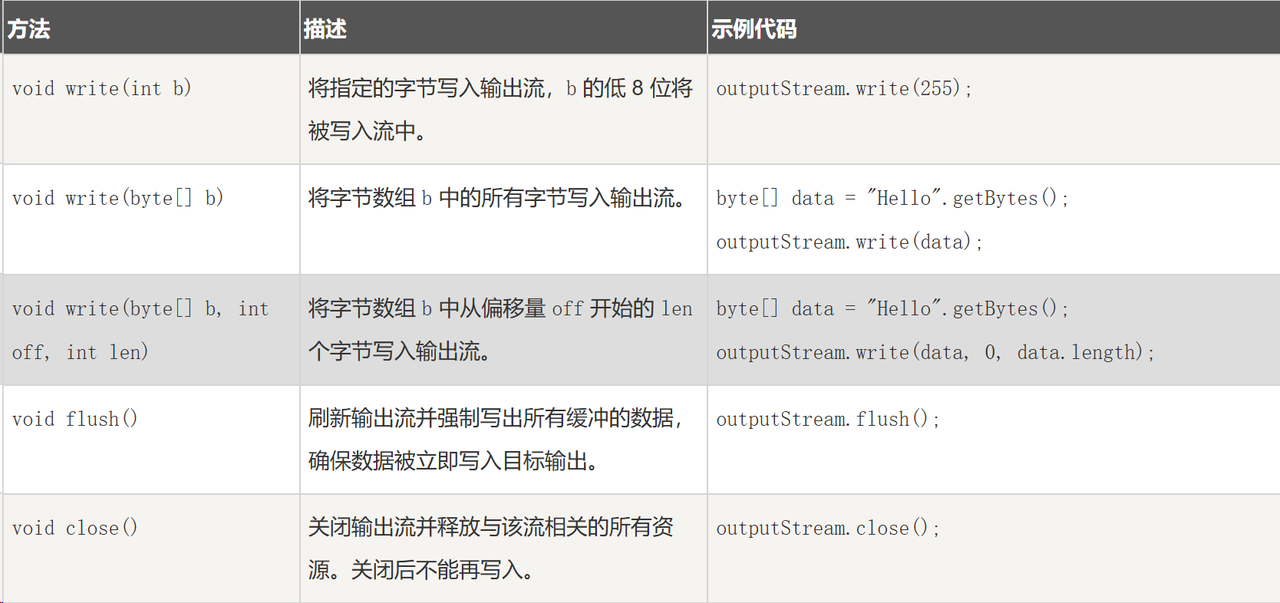 方法 描述 示例代码
void write(int b) 将指定的字节写入输出流，b 的低 8 位将 outputStream.write(255);
被写入流中。
void write(byte[] b) 将字节数组 b 中的所有字节写入输出流。 byte[] data = "Hello".getBytes();
outputStream.write(data);
void write(byte[] b, int 将字节数组 b 中从偏移量 off 开始的 len byte[] data = "Hello".getBytes();
off, int len) 个字节写入输出流。 outputStream.write(data, 0, data.length);
void flush() 刷新输出流并强制写出所有缓冲的数据， outputStream.flush();
确保数据被立即写入目标输出。
void close() 关闭输出流并释放与该流相关的所有资 outputStream.close();
源。关闭后不能再写入。